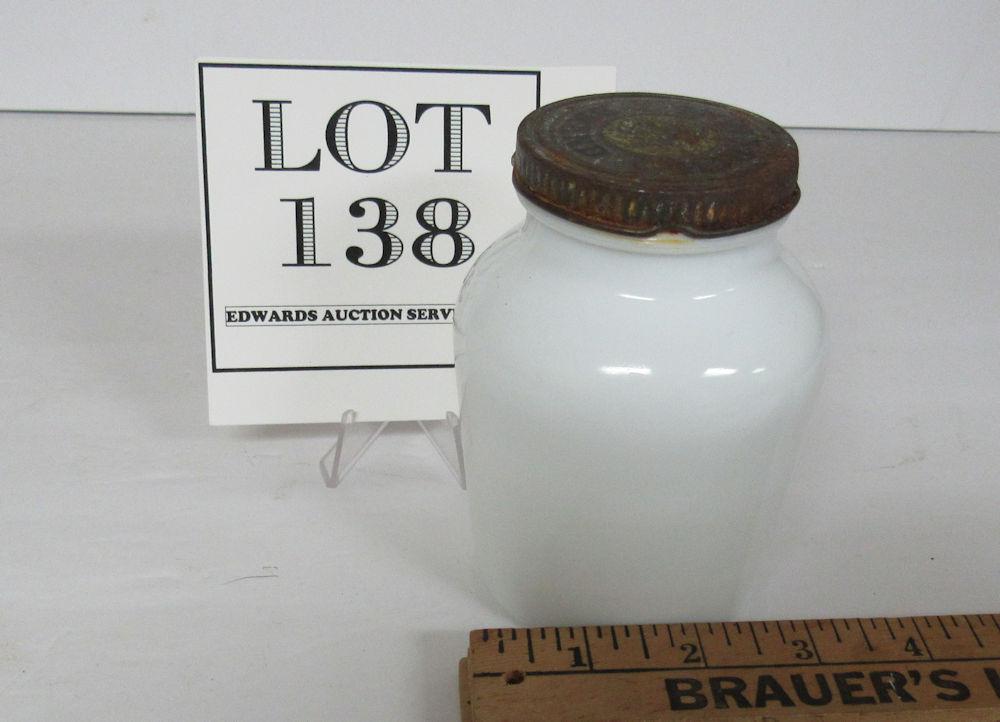 LOT
138
EDWARDS AUCTION SERV
1 2 3 4
BRAUER'S